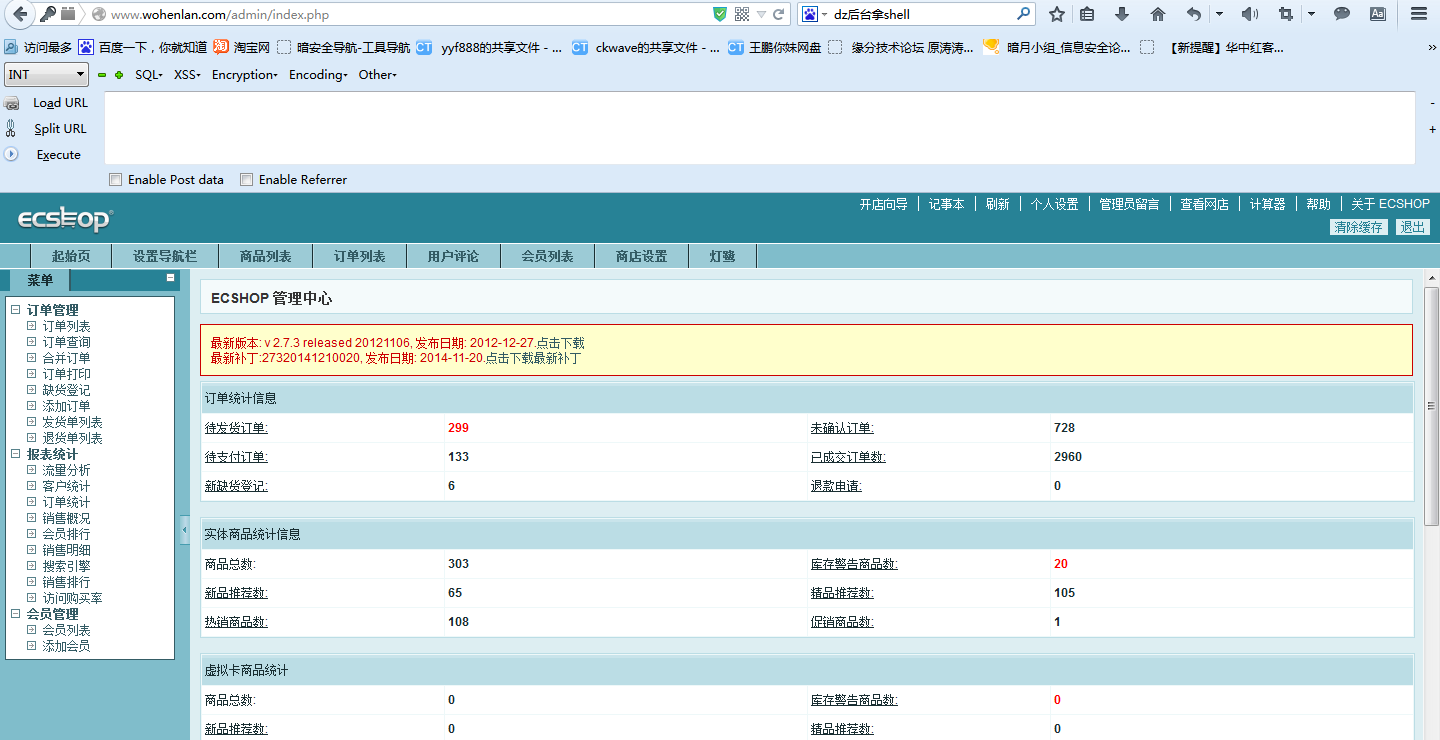 www.wohenlan.com/admin/index.php dz后台拿shell
访问最多 百度一下，你就知道 淘宝网 暗安全导航-工具导航 CT yyf888的共享文件 - ... CT ckwave的共享文件 - ... CT 王鹏你妹网盘 缘分技术论坛 原涛涛... 暗月小组_信息安全论... 【新提醒】华中红客... »
INT SQL XSS Encryption Encoding Other
Load URL
Split URL
Execute
Enable Post data Enable Referrer
ecshop
开店向导 记事本 刷新 个人设置 管理员留言 查看网店 计算器 帮助 关于 ECSHOP
清除缓存 退出
起始页 设置导航栏 商品列表 订单列表 用户评论 会员列表 商店设置 灯鹭
菜单
订单管理
订单列表
订单查询
合并订单
订单打印
缺货登记
添加订单
发货单列表
退货单列表
报表统计
流量分析
客户统计
订单统计
销售概况
会员排行
销售明细
搜索引擎
销售排行
访问购买率
会员管理
会员列表
添加会员
ECSHOP 管理中心
最新版本: v 2.7.3 released 20121106, 发布日期: 2012-12-27.点击下载
最新补丁:27320141210020, 发布日期: 2014-11-20.点击下载最新补丁
订单统计信息
待发货订单: 299 未确认订单: 728
待支付订单: 133 已成交订单数: 2960
新缺货登记: 6 退款申请: 0
实体商品统计信息
商品总数: 303 库存警告商品数: 20
新品推荐数: 65 精品推荐数: 105
热销商品数: 108 促销商品数: 1
虚拟卡商品统计
商品总数: 0 库存警告商品数: 0
新品推荐数: 0 精品推荐数: 0